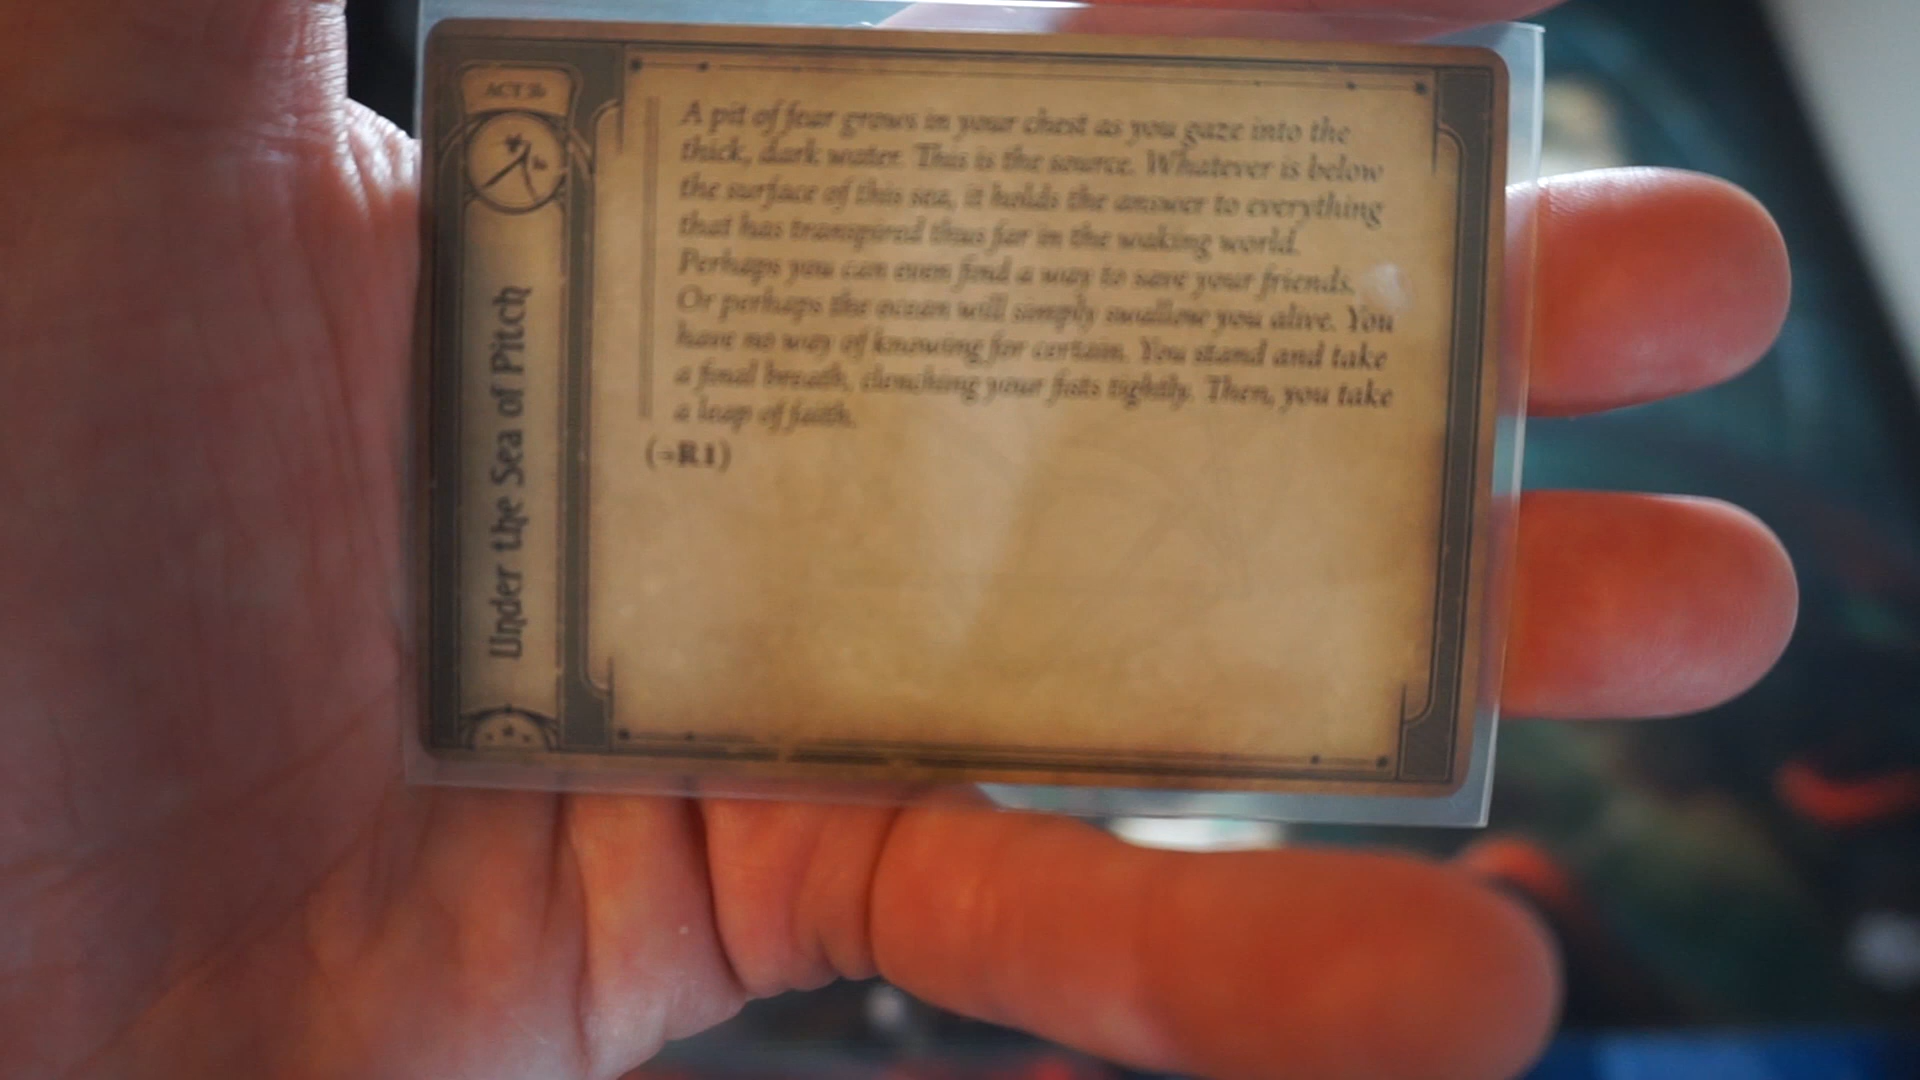 ACT 3b
Under the Sea of Pitch
A pit of fear grows in your chest as you gaze into the
thick, dark water. This is the source. Whatever is below
the surface of this sea, it holds the answer to everything
that has transpired thus far in the waking world.
Perhaps you can even find a way to save your friends.
Or perhaps the ocean will simply swallow you alive. You
have no way of knowing for certain. You stand and take
a final breath, clenching your fists tightly. Then, you take
a leap of faith.
(→R1)